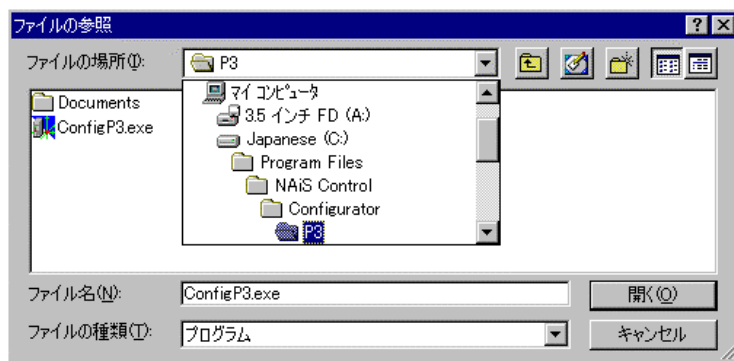 ファイルの参照
ファイルの場所(I):
P3
マイ コンピュータ
3.5 インチ FD (A:)
Japanese (C:)
Program Files
NAiS Control
Configurator
P3
Documents
ConfigP3.exe
ファイル名(N):
ConfigP3.exe
開く(O)
ファイルの種類(T):
プログラム
キャンセル